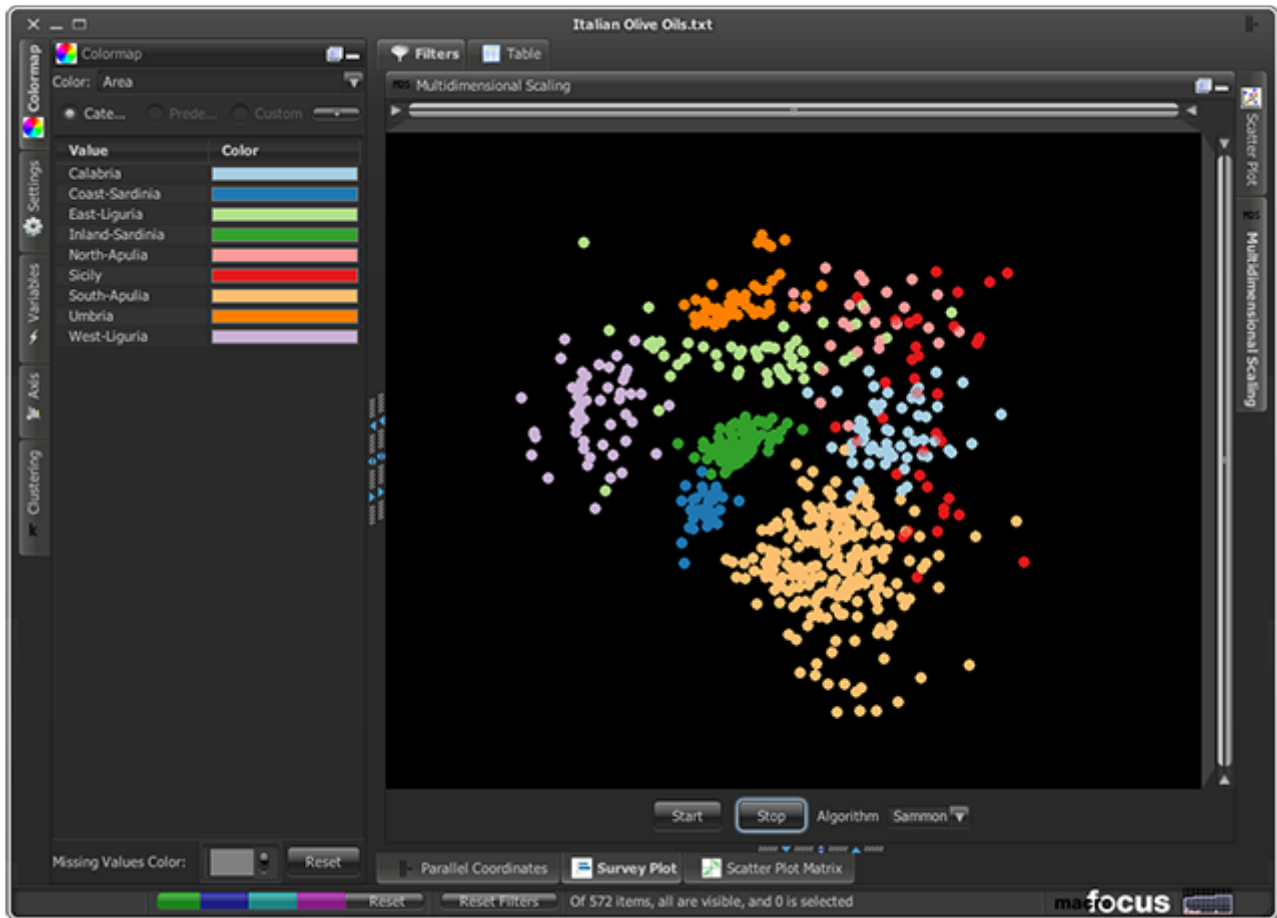 Italian Olive Oils.txt
Colormap
Settings
Variables
Axis
Clustering
Colormap
Color: Area
Cate... Prede... Custom
Value Color
Calabria
Coast-Sardinia
East-Liguria
Inland-Sardinia
North-Apulia
Sicily
South-Apulia
Umbria
West-Liguria
Missing Values Color: Reset
Filters Table
MDS Multidimensional Scaling
Scatter Plot
MDS Multidimensional Scaling
Start Stop Algorithm Sammon
Parallel Coordinates Survey Plot Scatter Plot Matrix
Reset Reset Filters Of 572 items, all are visible, and 0 is selected
macrofocus